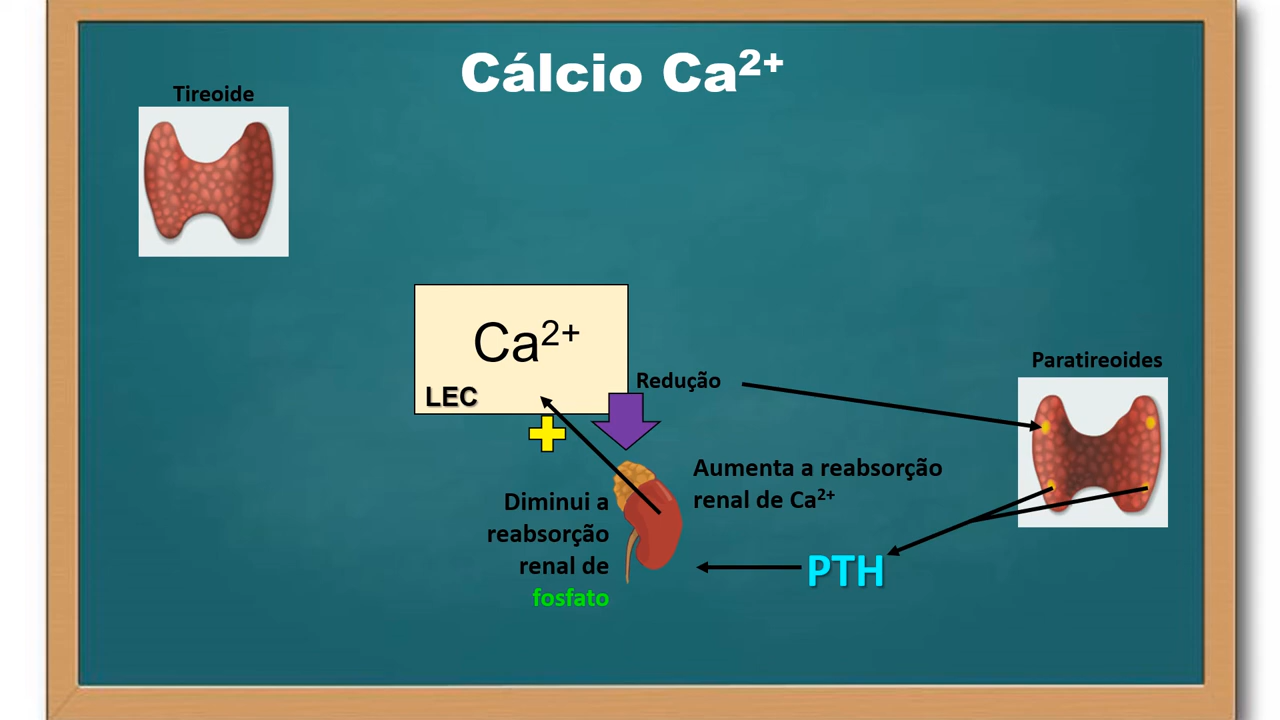 Cálcio Ca²⁺
Tireoide
Ca²⁺
LEC
Redução
Paratireoides
Aumenta a reabsorção
renal de Ca²⁺
Diminui a
reabsorção
renal de
fosfato
PTH